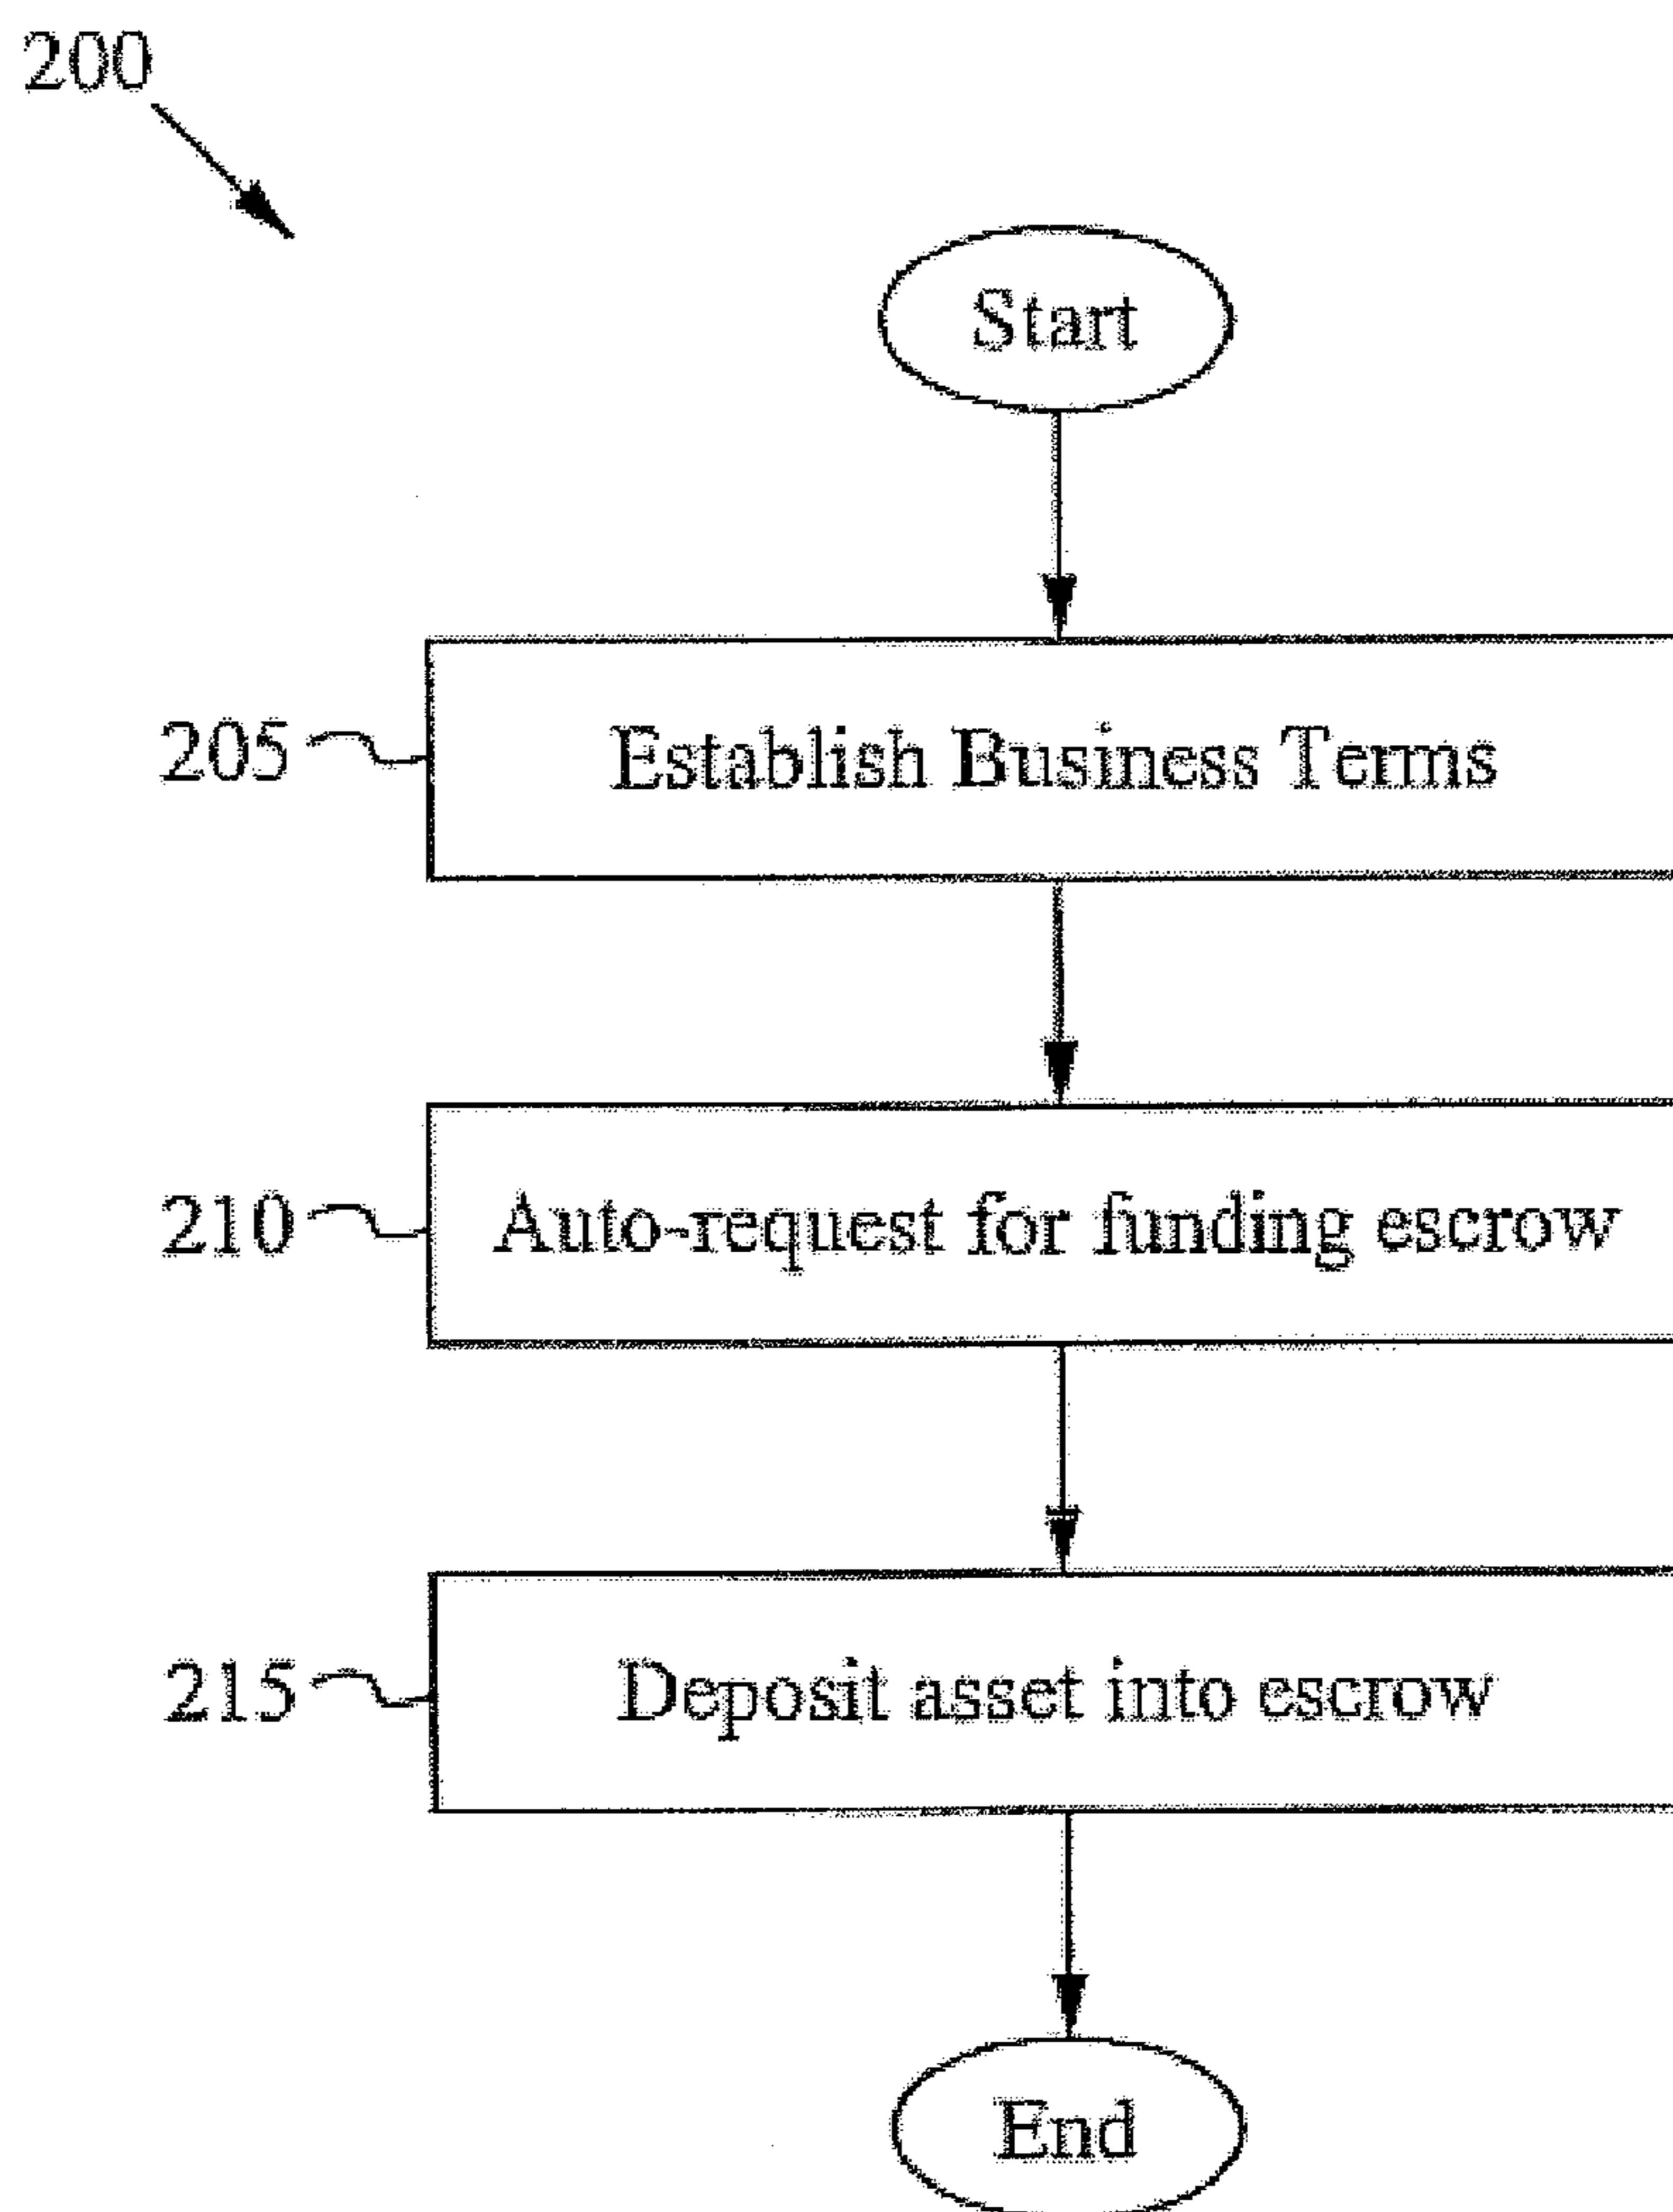 200
Start
205 Establish Business Terms
210 Auto-request for funding escrow
215 Deposit asset into escrow
End